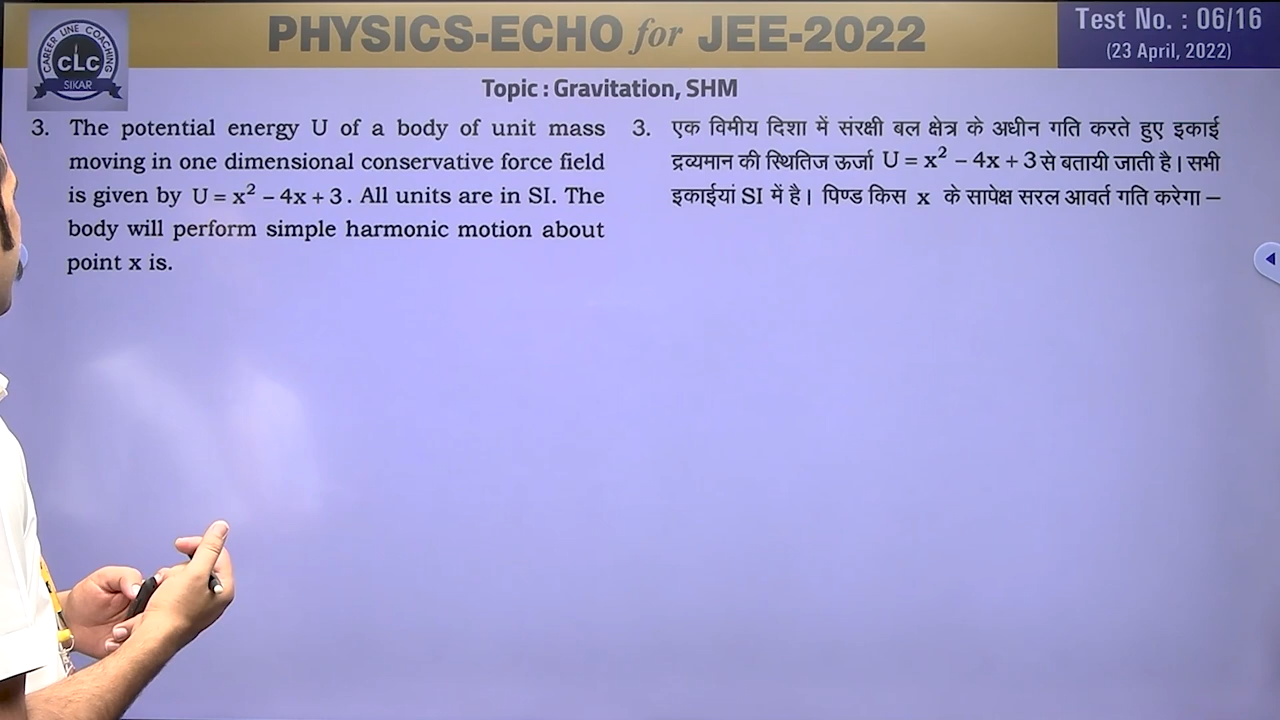 PHYSICS-ECHO for JEE-2022
Test No. : 06/16
(23 April, 2022)
CAREER LINE COACHING
CLC
SIKAR
Topic : Gravitation, SHM
3. The potential energy U of a body of unit mass
moving in one dimensional conservative force field
is given by U = x² – 4x + 3. All units are in SI. The
body will perform simple harmonic motion about
point x is.
3. एक विमीय दिशा में संरक्षी बल क्षेत्र के अधीन गति करते हुए इकाई
द्रव्यमान की स्थितिज ऊर्जा U = x² – 4x + 3 से बतायी जाती है। सभी
इकाईयां SI में है। पिण्ड किस x के सापेक्ष सरल आवर्त गति करेगा –